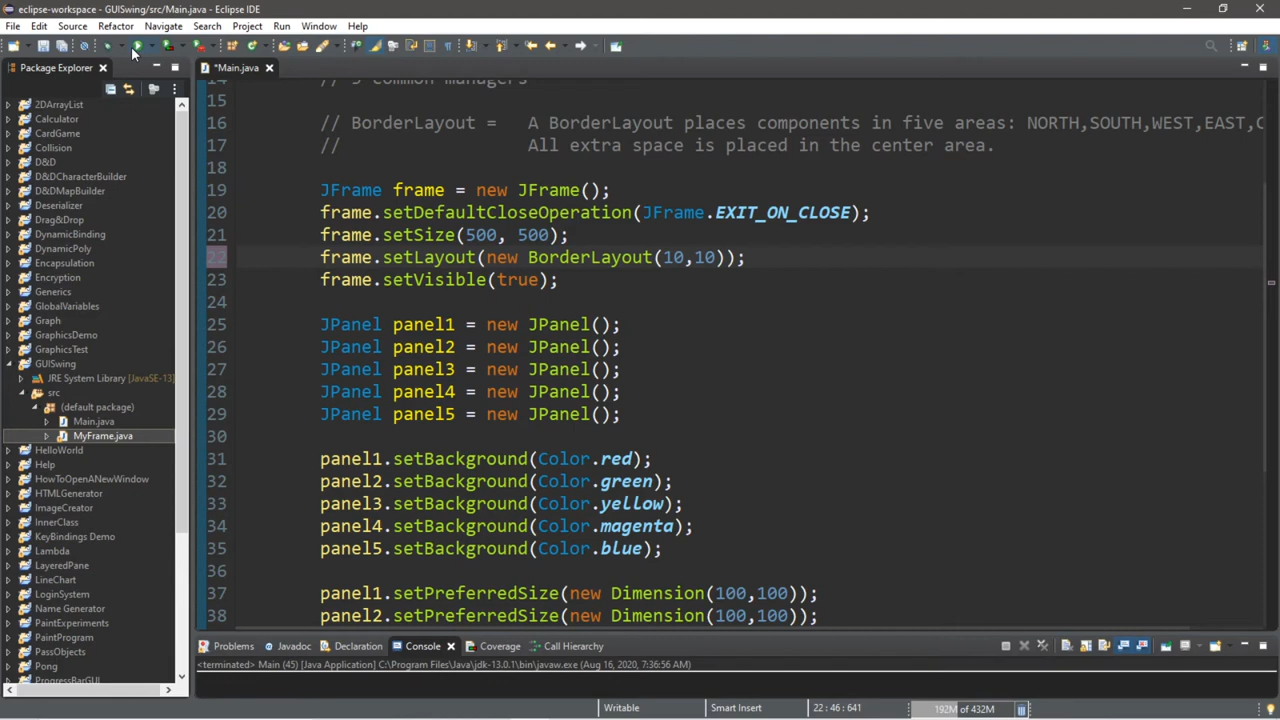 eclipse-workspace - GUISwing/src/Main.java - Eclipse IDE
File Edit Source Refactor Navigate Search Project Run Window Help
Package Explorer
*Main.java
2DArrayList
Calculator
CardGame
Collision
D&D
D&DCharacterBuilder
D&DMapBuilder
Deserializer
Drag&Drop
DynamicBinding
DynamicPoly
Encapsulation
Encryption
Generics
GlobalVariables
Graph
GraphicsDemo
GraphicsTest
GUISwing
JRE System Library [JavaSE-13]
src
(default package)
Main.java
MyFrame.java
HelloWorld
Help
HowToOpenANewWindow
HTMLGenerator
ImageCreator
InnerClass
KeyBindings Demo
Lambda
LayeredPane
LineChart
LoginSystem
Name Generator
PaintExperiments
PaintProgram
PassObjects
Pong
ProgressBarGUI
// 3 common managers
15
16 // BorderLayout = A BorderLayout places components in five areas: NORTH,SOUTH,WEST,EAST,C
17 // All extra space is placed in the center area.
18
19 JFrame frame = new JFrame();
20 frame.setDefaultCloseOperation(JFrame.EXIT_ON_CLOSE);
21 frame.setSize(500, 500);
22 frame.setLayout(new BorderLayout(10,10));
23 frame.setVisible(true);
24
25 JPanel panel1 = new JPanel();
26 JPanel panel2 = new JPanel();
27 JPanel panel3 = new JPanel();
28 JPanel panel4 = new JPanel();
29 JPanel panel5 = new JPanel();
30
31 panel1.setBackground(Color.red);
32 panel2.setBackground(Color.green);
33 panel3.setBackground(Color.yellow);
34 panel4.setBackground(Color.magenta);
35 panel5.setBackground(Color.blue);
36
37 panel1.setPreferredSize(new Dimension(100,100));
38 panel2.setPreferredSize(new Dimension(100,100));
Problems Javadoc Declaration Console Coverage Call Hierarchy
<terminated> Main (45) [Java Application] C:\Program Files\Java\jdk-13.0.1\bin\javaw.exe (Aug 16, 2020, 7:36:56 AM)
Writable Smart Insert 22 : 46 : 641 192M of 432M